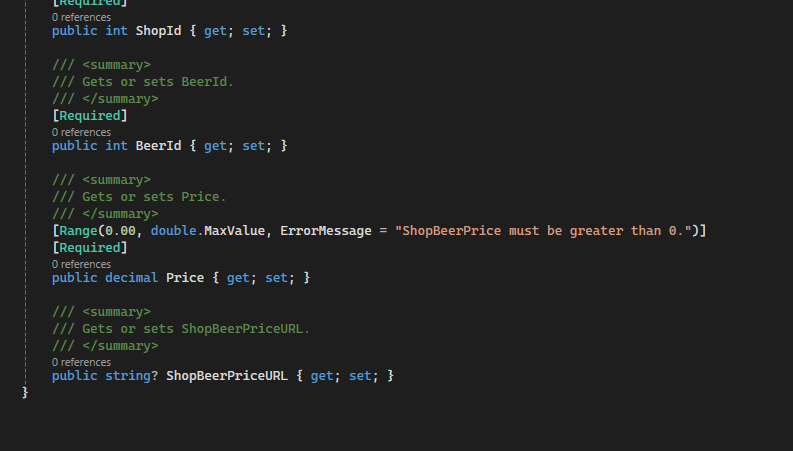 [Required]
0 references
public int ShopId { get; set; }
/// <summary>
/// Gets or sets BeerId.
/// </summary>
[Required]
0 references
public int BeerId { get; set; }
/// <summary>
/// Gets or sets Price.
/// </summary>
[Range(0.00, double.MaxValue, ErrorMessage = "ShopBeerPrice must be greater than 0.")]
[Required]
0 references
public decimal Price { get; set; }
/// <summary>
/// Gets or sets ShopBeerPriceURL.
/// </summary>
0 references
public string? ShopBeerPriceURL { get; set; }
}